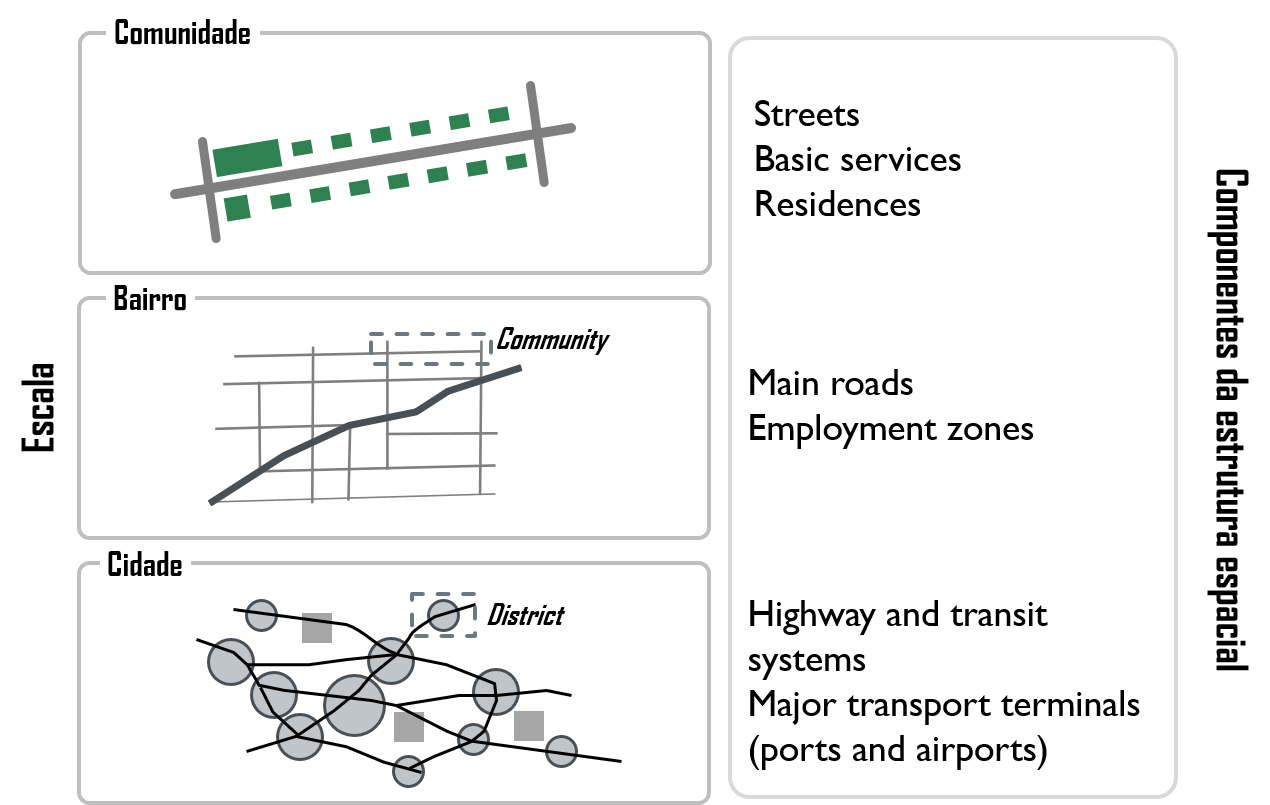 Escala
Comunidade
Streets
Basic services
Residences
Bairro
Community
Main roads
Employment zones
Cidade
District
Highway and transit
systems
Major transport terminals
(ports and airports)
Componentes da estrutura espacial